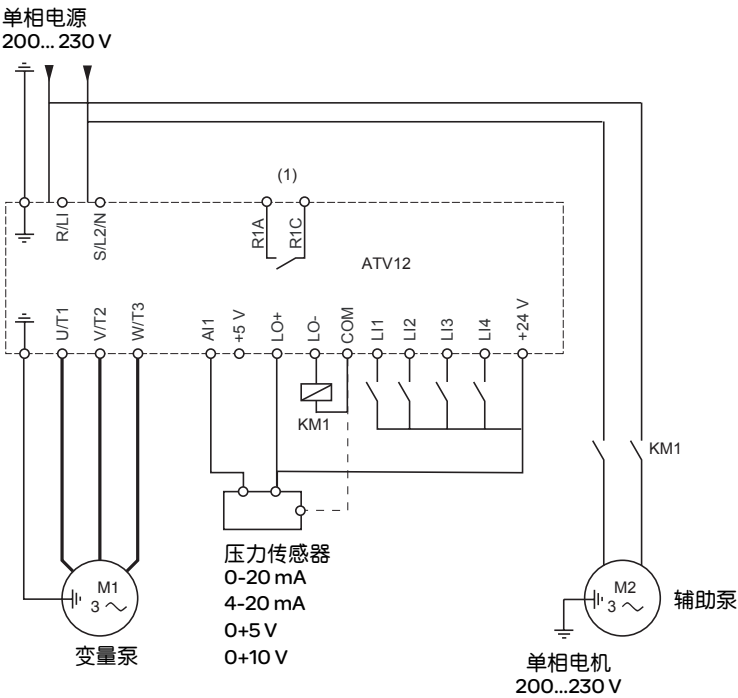 单相电源
200... 230 V
(1)
R/LI
S/L2/N
R1A
R1C
ATV12
U/T1
V/T2
W/T3
AI1
+5 V
LO+
LO-
COM
LI1
LI2
LI3
LI4
+24 V
KM1
KM1
压力传感器
0-20 mA
4-20 mA
0+5 V
0+10 V
M1
3
变量泵
M2
3
辅助泵
单相电机
200...230 V